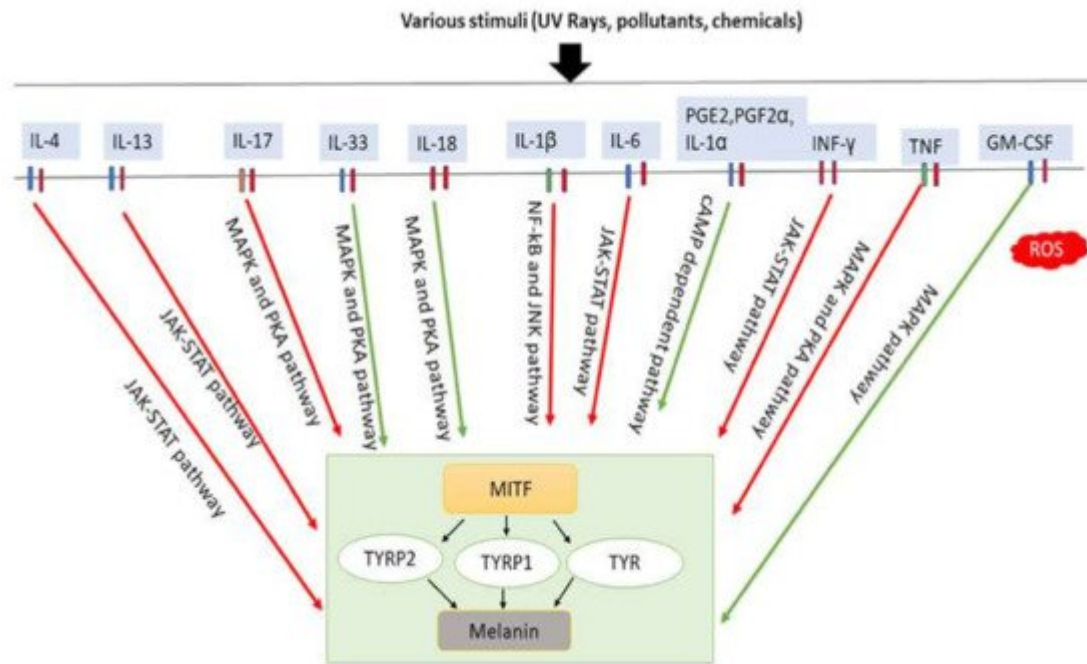 Various stimuli (UV Rays, pollutants, chemicals)
IL-4
IL-13
IL-17
IL-33
IL-18
IL-1β
IL-6
PGE2,PGF2α,
IL-1α
INF-γ
TNF
GM-CSF
ROS
JAK-STAT pathway
JAK-STAT pathway
MAPK and PKA pathway
MAPK and PKA pathway
MAPK and PKA pathway
NF-kB and JNK pathway
JAK-STAT pathway
cAMP dependent pathway
JAK-STAT pathway
MAPK and PKA pathway
MAPK pathway
MITF
TYRP2
TYRP1
TYR
Melanin